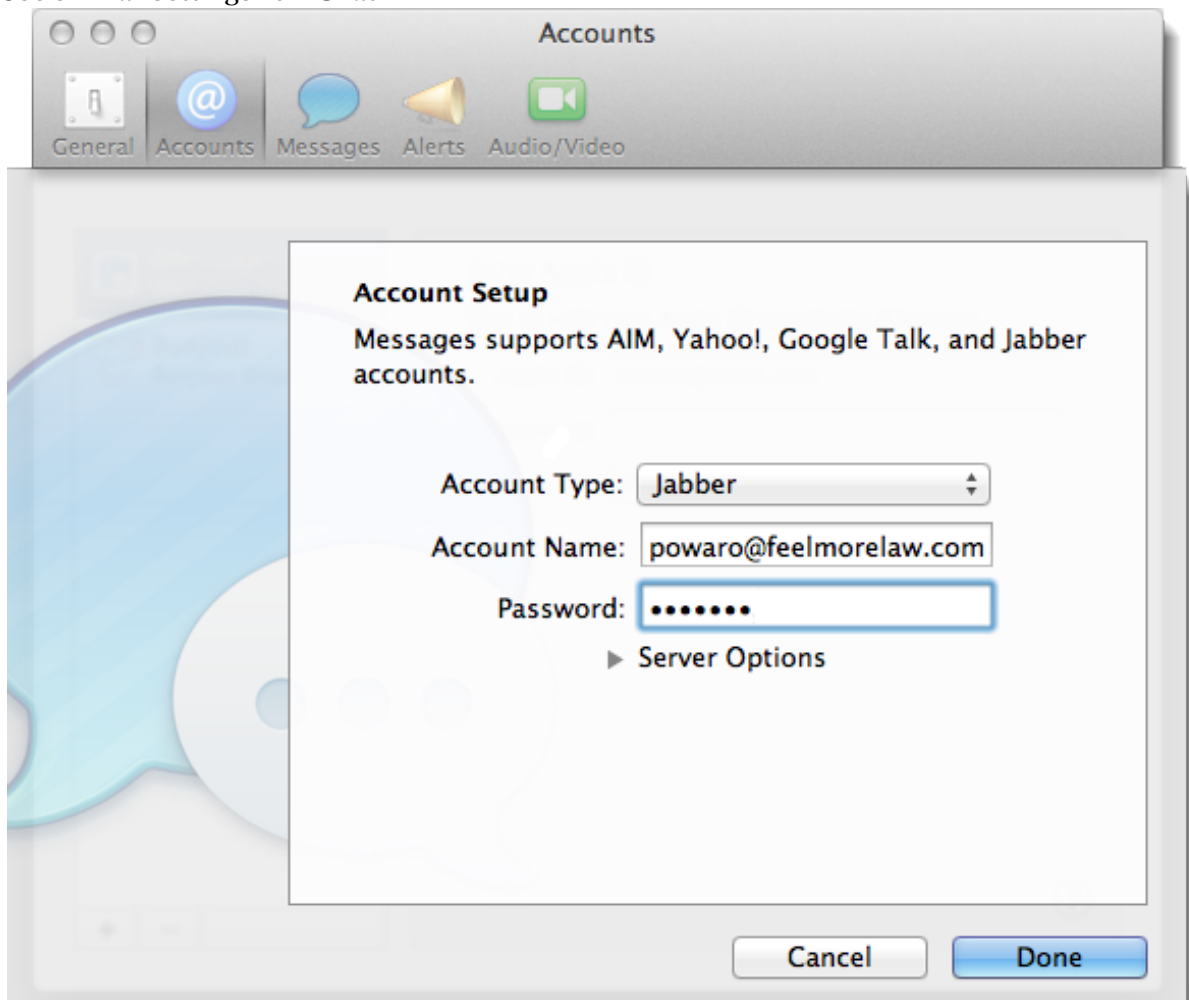 Accounts
General Accounts Messages Alerts Audio/Video
Account Setup
Messages supports AIM, Yahoo!, Google Talk, and Jabber
accounts.
Account Type: Jabber
Account Name: powaro@feelmorelaw.com
Password: •••••••
Server Options
Cancel Done